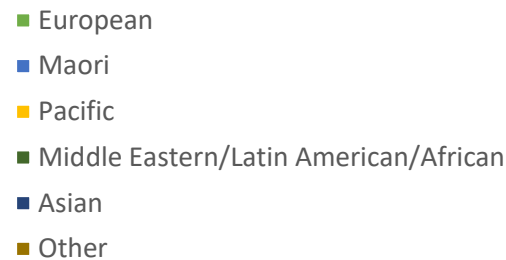 European
Maori
Pacific
Middle Eastern/Latin American/African
Asian
Other